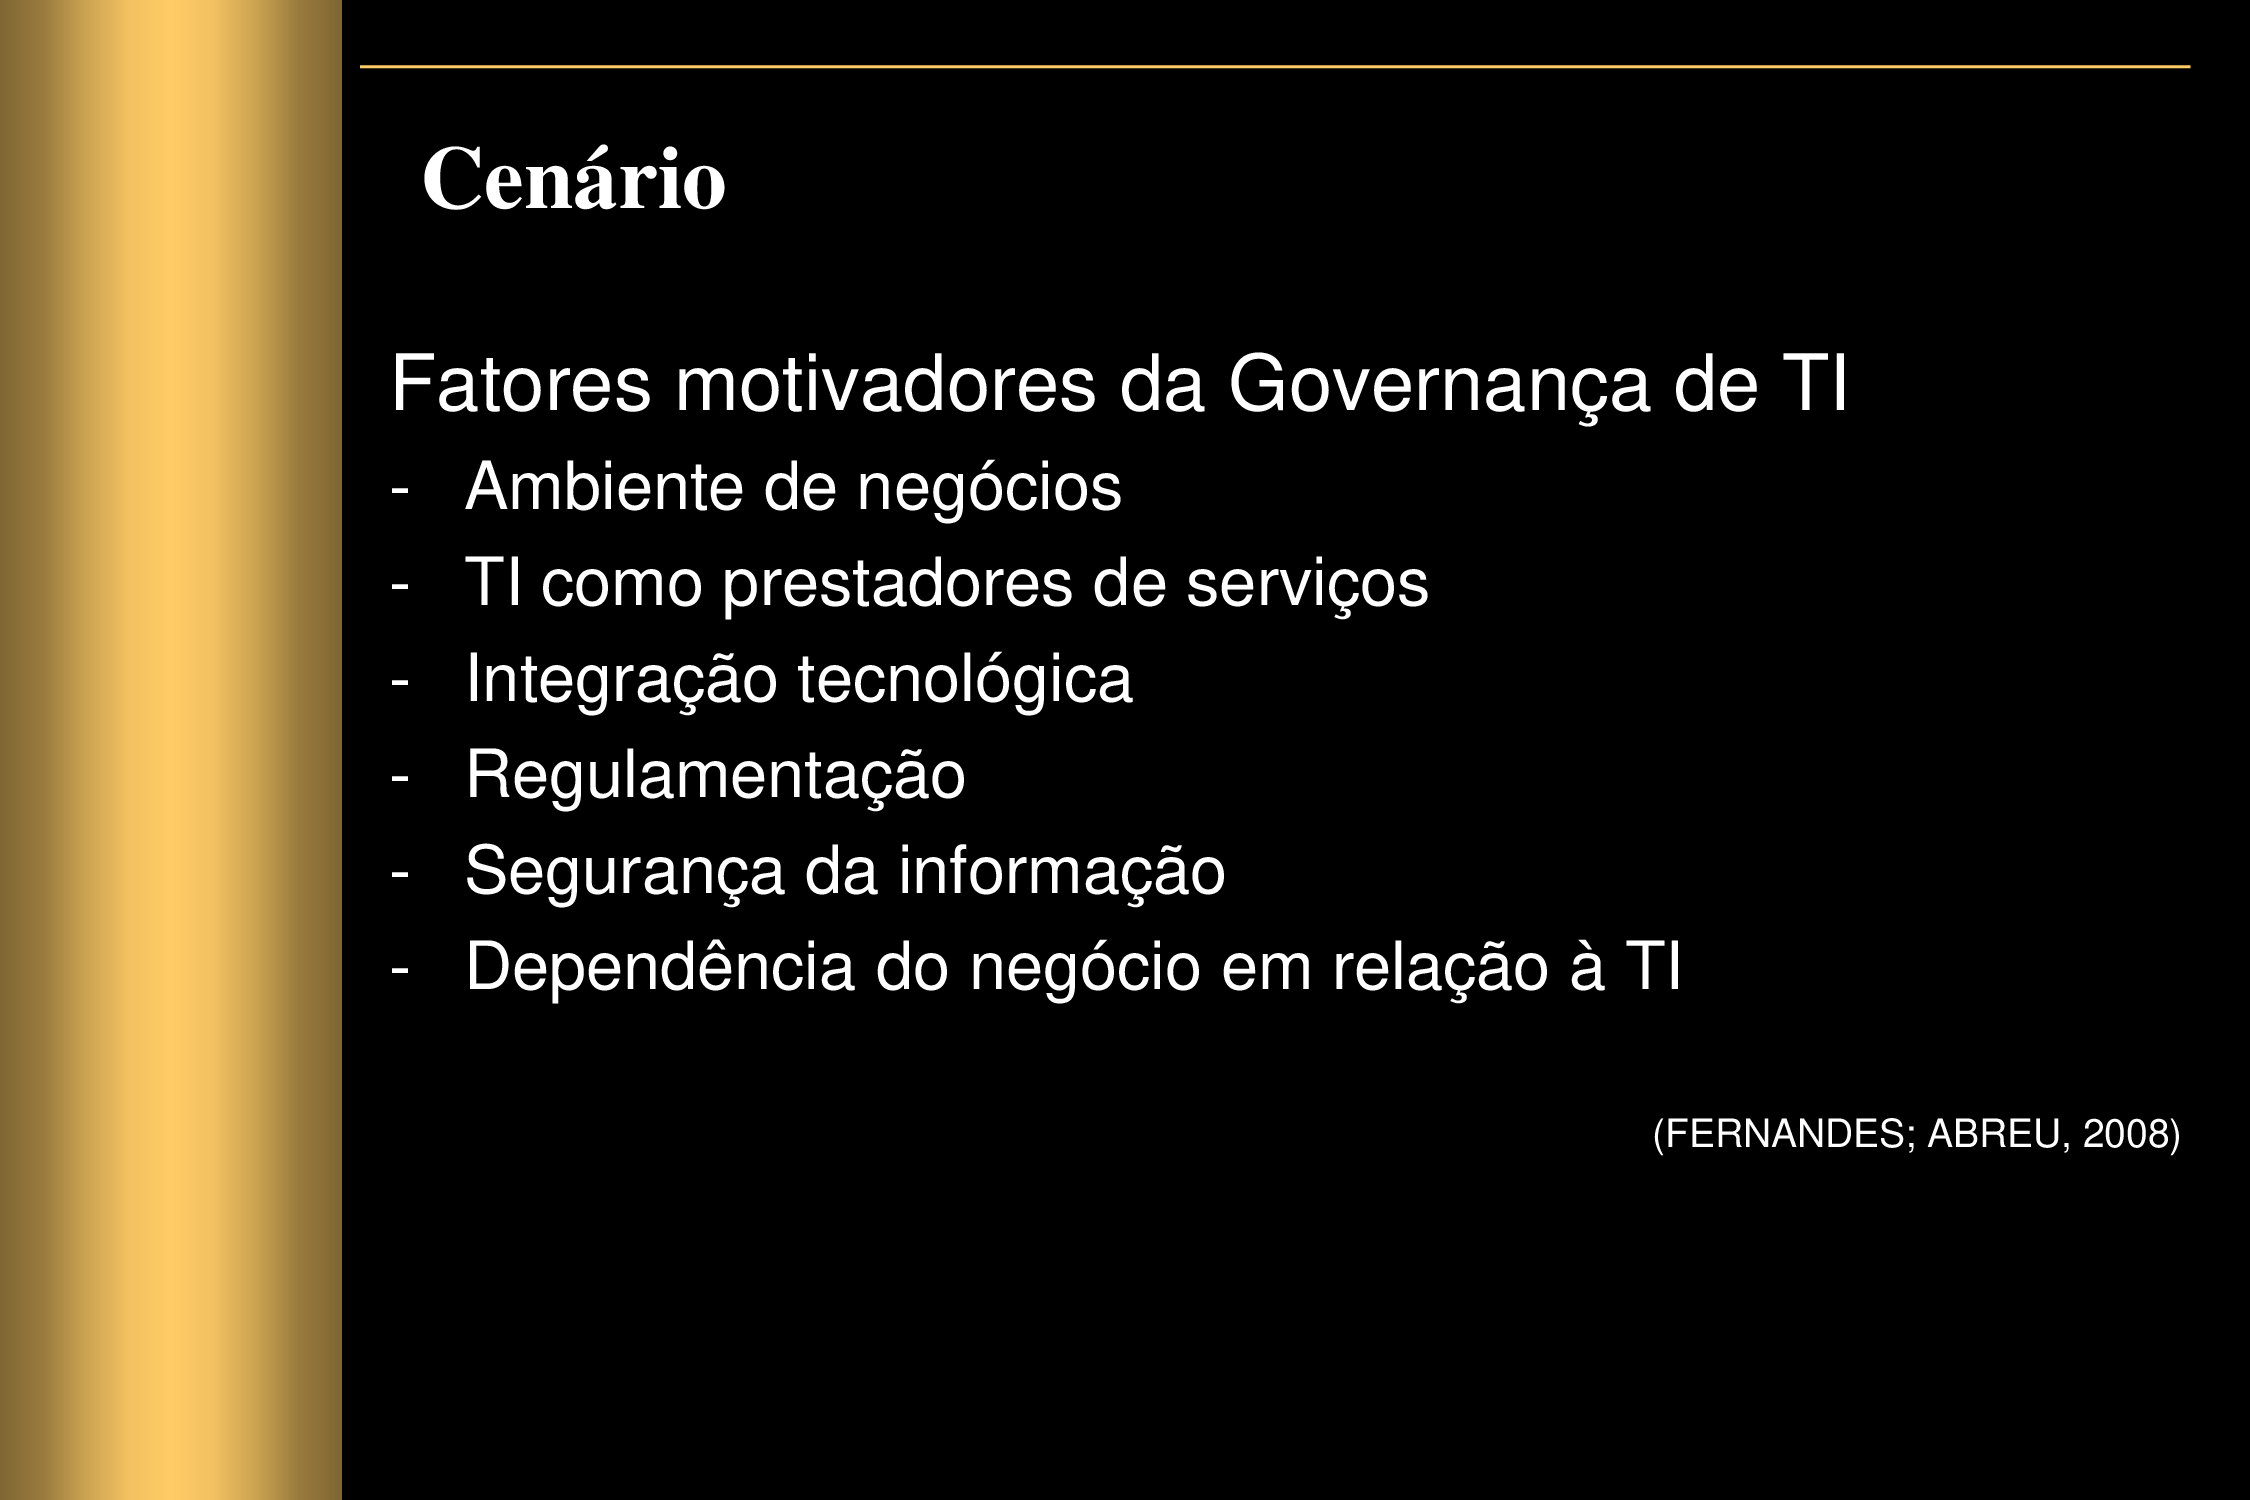 Cenário
Fatores motivadores da Governança de TI
- Ambiente de negócios
- TI como prestadores de serviços
- Integração tecnológica
- Regulamentação
- Segurança da informação
- Dependência do negócio em relação à TI
(FERNANDES; ABREU, 2008)